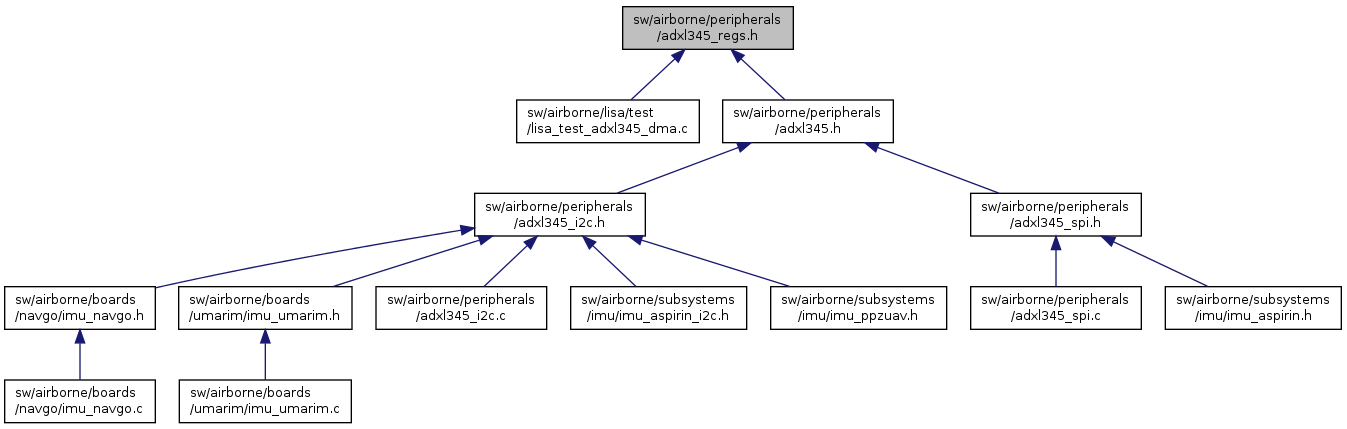 sw/airborne/peripherals
/adxl345_regs.h
sw/airborne/lisa/test
/lisa_test_adxl345_dma.c
sw/airborne/peripherals
/adxl345.h
sw/airborne/peripherals
/adxl345_i2c.h
sw/airborne/peripherals
/adxl345_spi.h
sw/airborne/boards
/navgo/imu_navgo.h
sw/airborne/boards
/umarim/imu_umarim.h
sw/airborne/peripherals
/adxl345_i2c.c
sw/airborne/subsystems
/imu/imu_aspirin_i2c.h
sw/airborne/subsystems
/imu/imu_ppzuav.h
sw/airborne/peripherals
/adxl345_spi.c
sw/airborne/subsystems
/imu/imu_aspirin.h
sw/airborne/boards
/navgo/imu_navgo.c
sw/airborne/boards
/umarim/imu_umarim.c